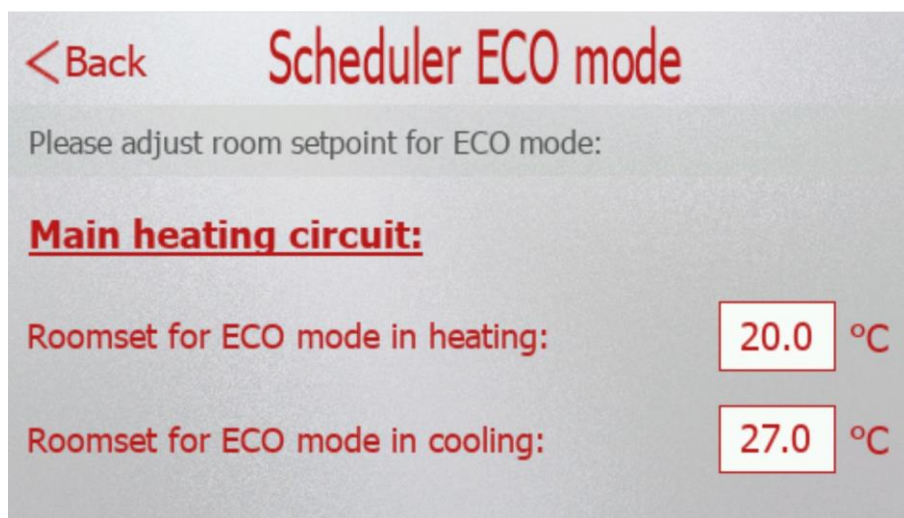 <Back
Scheduler ECO mode
Please adjust room setpoint for ECO mode:
Main heating circuit:
Roomset for ECO mode in heating: 20.0 °C
Roomset for ECO mode in cooling: 27.0 °C